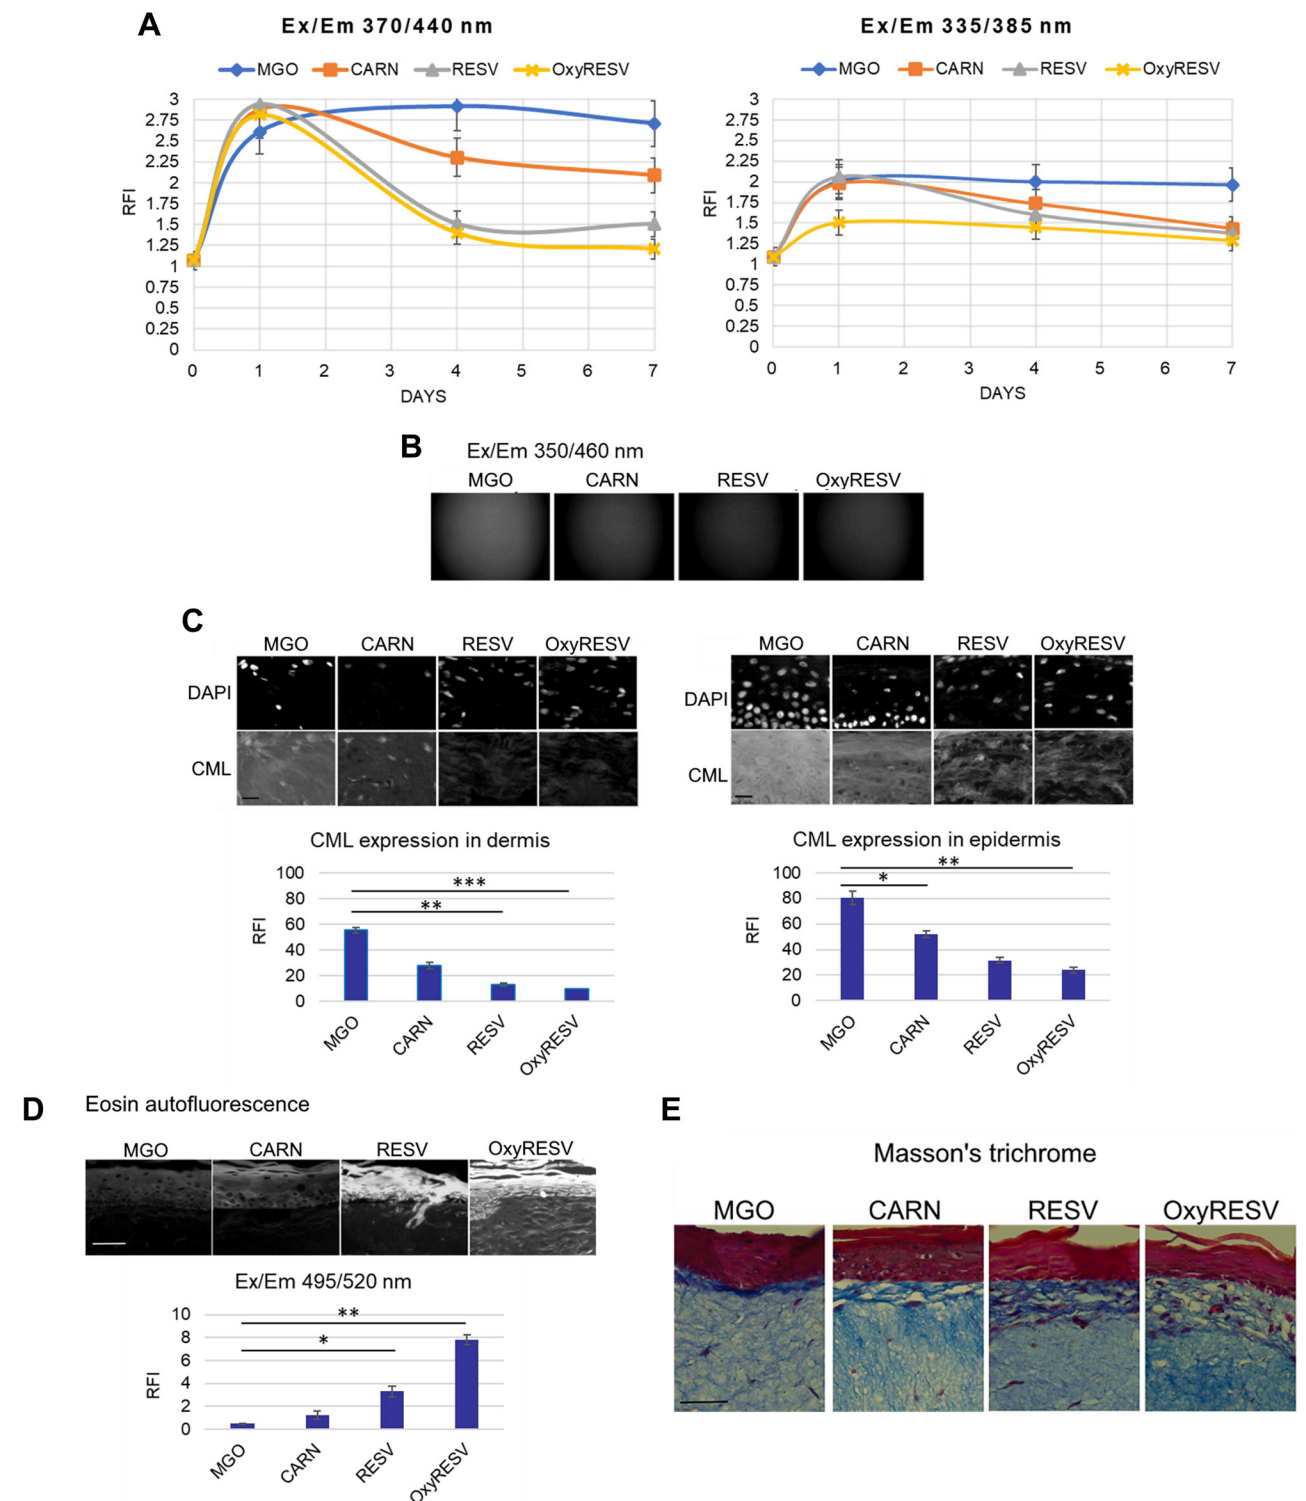 A
Ex/Em 370/440 nm
MGO CARN RESV OxyRESV
3
2.75
2.5
2.25
2
1.75
1.5
1.25
1
0.75
0.5
0.25
0
RFI
0 1 2 3 4 5 6 7
DAYS
Ex/Em 335/385 nm
MGO CARN RESV OxyRESV
3
2.75
2.5
2.25
2
1.75
1.5
1.25
1
0.75
0.5
0.25
0
RFI
0 1 2 3 4 5 6 7
DAYS
B
Ex/Em 350/460 nm
MGO CARN RESV OxyRESV
C
MGO CARN RESV OxyRESV
DAPI
CML
MGO CARN RESV OxyRESV
DAPI
CML
CML expression in dermis
100
80
60
40
20
0
RFI
***
**
MGO CARN RESV OxyRESV
CML expression in epidermis
100
80
60
40
20
0
RFI
**
*
MGO CARN RESV OxyRESV
D
Eosin autofluorescence
MGO CARN RESV OxyRESV
Ex/Em 495/520 nm
10
8
6
4
2
0
RFI
**
*
MGO CARN RESV OxyRESV
E
Masson's trichrome
MGO CARN RESV OxyRESV